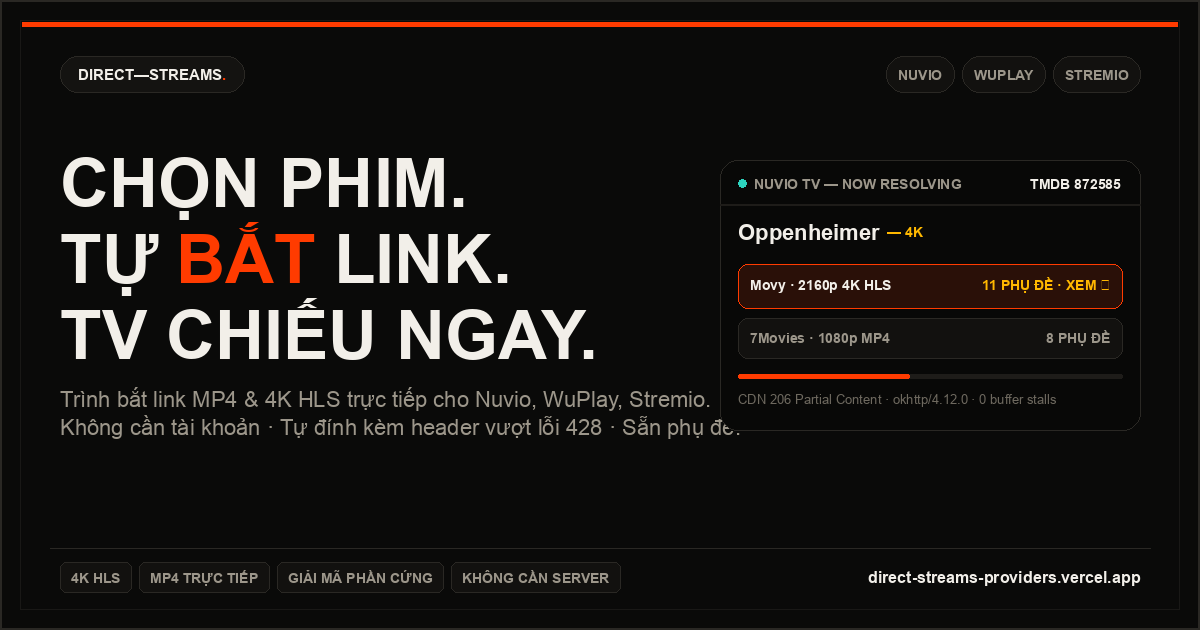 DIRECT—STREAMS.
NUVIO
WUPLAY
STREMIO
CHỌN PHIM.
TỰ BẮT LINK.
TV CHIẾU NGAY.
Trình bắt link MP4 & 4K HLS trực tiếp cho Nuvio, WuPlay, Stremio.
Không cần tài khoản · Tự đính kèm header vượt lỗi 428 · Sẵn phụ đề.
NUVIO TV — NOW RESOLVING
TMDB 872585
Oppenheimer — 4K
Movy · 2160p 4K HLS
11 PHỤ ĐỀ · XEM
7Movies · 1080p MP4
8 PHỤ ĐỀ
CDN 206 Partial Content · okhttp/4.12.0 · 0 buffer stalls
4K HLS
MP4 TRỰC TIẾP
GIẢI MÃ PHẦN CỨNG
KHÔNG CẦN SERVER
direct-streams-providers.vercel.app